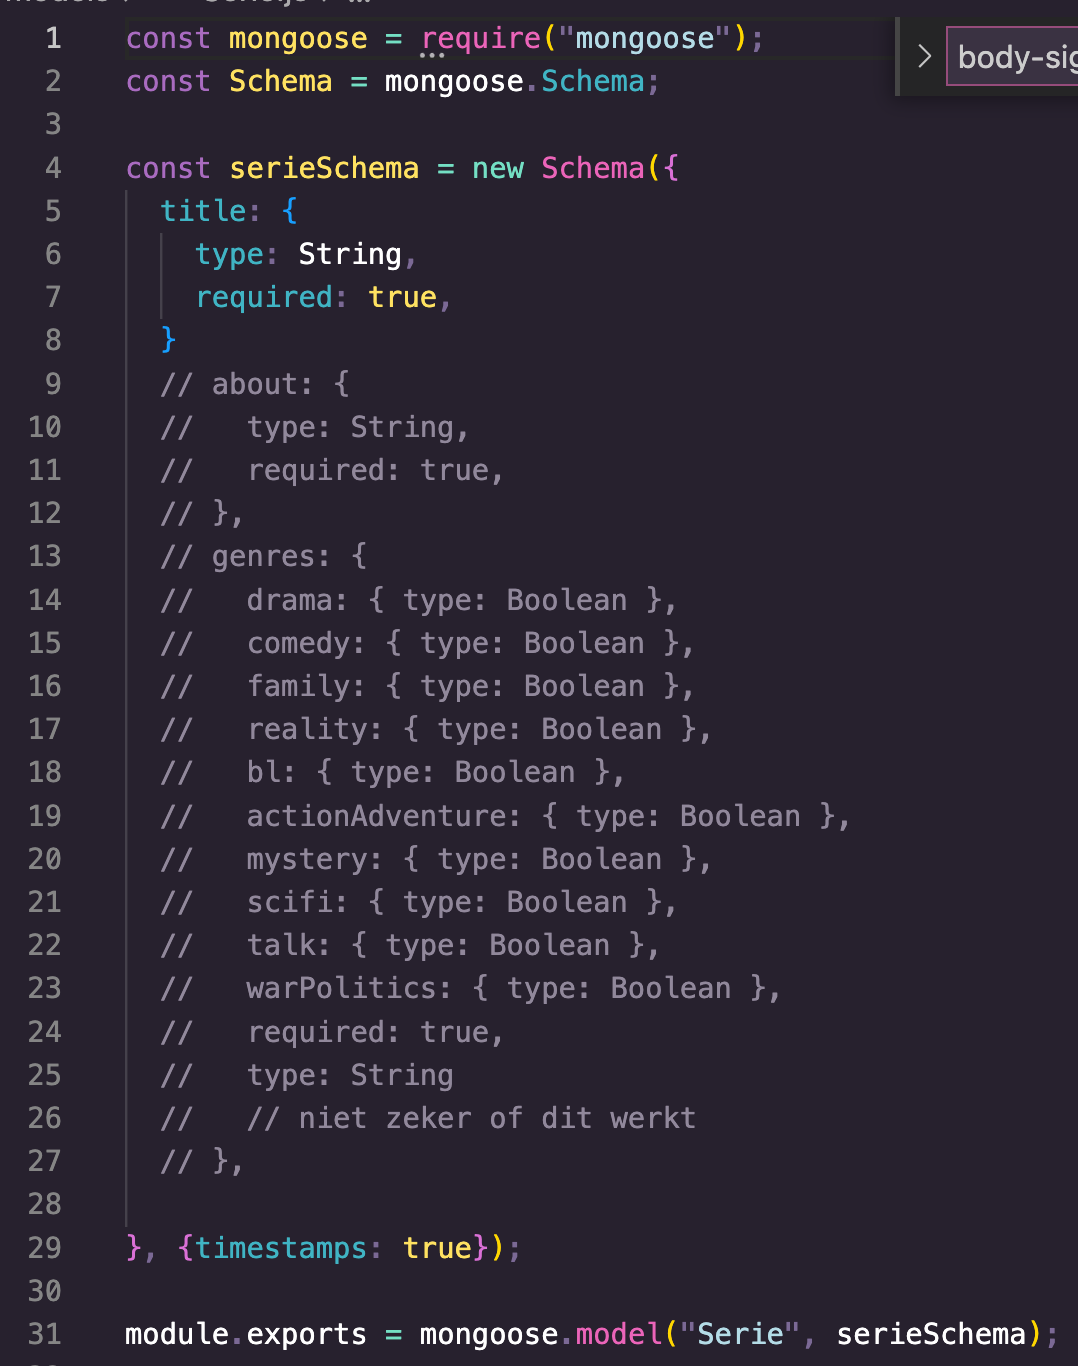 1 const mongoose = require("mongoose");
2 const Schema = mongoose.Schema;
3
4 const serieSchema = new Schema({
5 title: {
6 type: String,
7 required: true,
8 }
9 // about: {
10 //   type: String,
11 //   required: true,
12 // },
13 // genres: {
14 //   drama: { type: Boolean },
15 //   comedy: { type: Boolean },
16 //   family: { type: Boolean },
17 //   reality: { type: Boolean },
18 //   bl: { type: Boolean },
19 //   actionAdventure: { type: Boolean },
20 //   mystery: { type: Boolean },
21 //   scifi: { type: Boolean },
22 //   talk: { type: Boolean },
23 //   warPolitics: { type: Boolean },
24 //   required: true,
25 //   type: String
26 //   // niet zeker of dit werkt
27 // },
28
29 }, {timestamps: true});
30
31 module.exports = mongoose.model("Serie", serieSchema);
body-sig